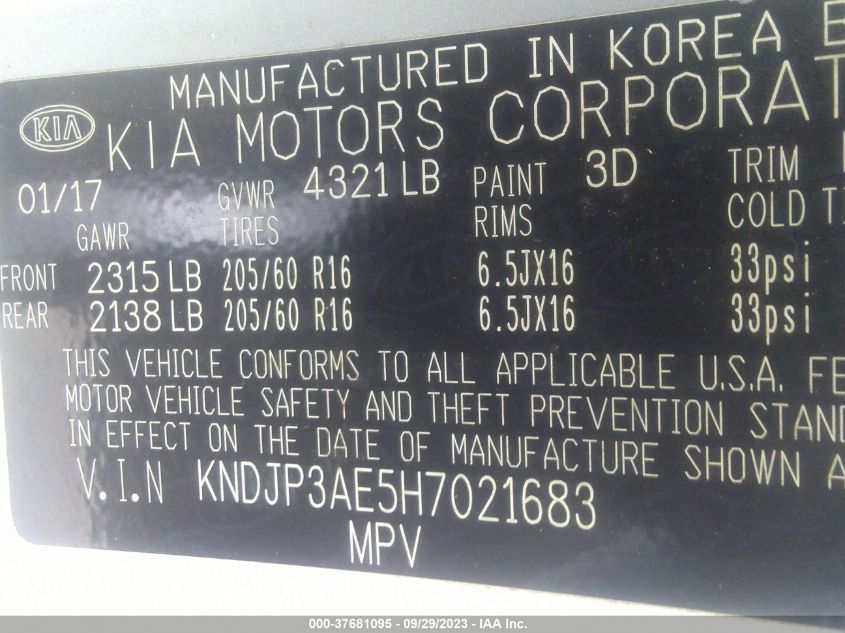 MANUFACTURED IN KOREA
KIA KIA MOTORS
01/17 GVWR 4321 LB PAINT 3D TRIM
GAWR TIRES RIMS COLD
FRONT 2315 LB 205/60 R16 6.5JX16 33psi
REAR 2138 LB 205/60 R16 6.5JX16 33psi
THIS VEHICLE CONFORMS TO ALL APPLICABLE U.S.A.
MOTOR VEHICLE SAFETY AND THEFT PREVENTION
IN EFFECT ON THE DATE OF MANUFACTURE SHOWN
V.I.N KNDJP3AE5H7021683
MPV
000-37681095 - 09/29/2023 - IAA Inc.